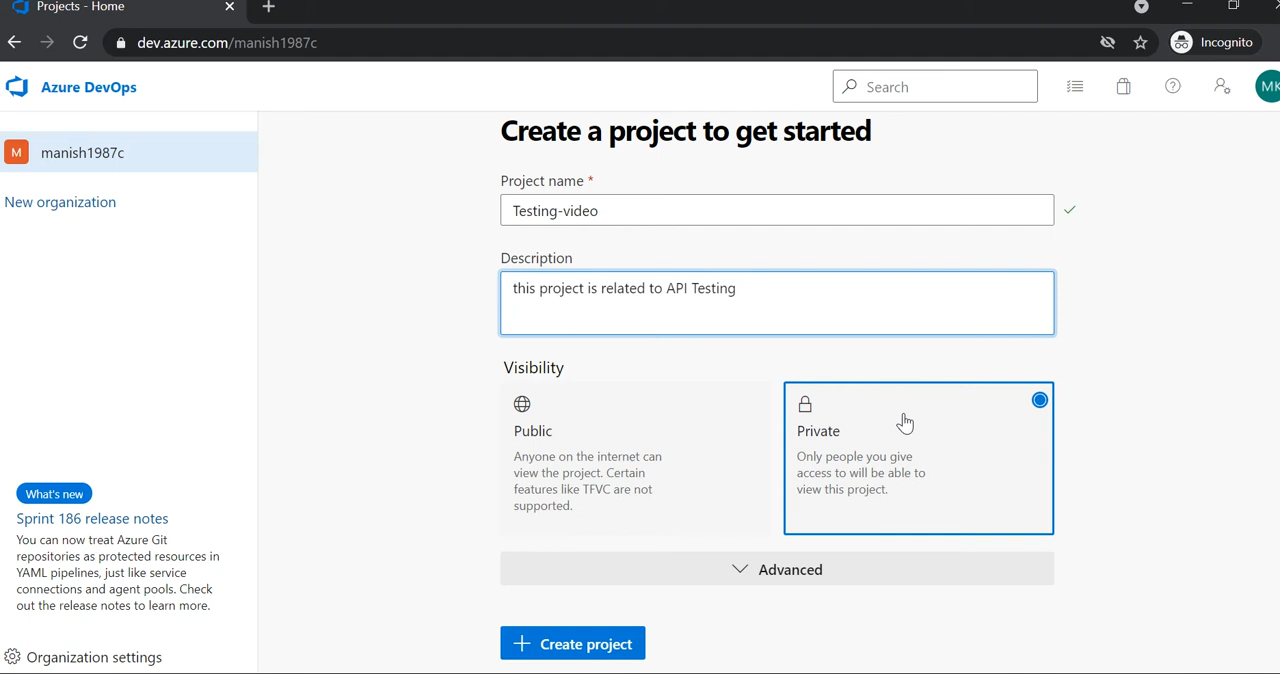 Projects - Home
dev.azure.com/manish1987c
Incognito
Azure DevOps
Search
MK
M manish1987c
New organization
What's new
Sprint 186 release notes
You can now treat Azure Git
repositories as protected resources in
YAML pipelines, just like service
connections and agent pools. Check
out the release notes to learn more.
Organization settings
Create a project to get started
Project name *
Testing-video
Description
this project is related to API Testing
Visibility
Public
Anyone on the internet can
view the project. Certain
features like TFVC are not
supported.
Private
Only people you give
access to will be able to
view this project.
Advanced
Create project